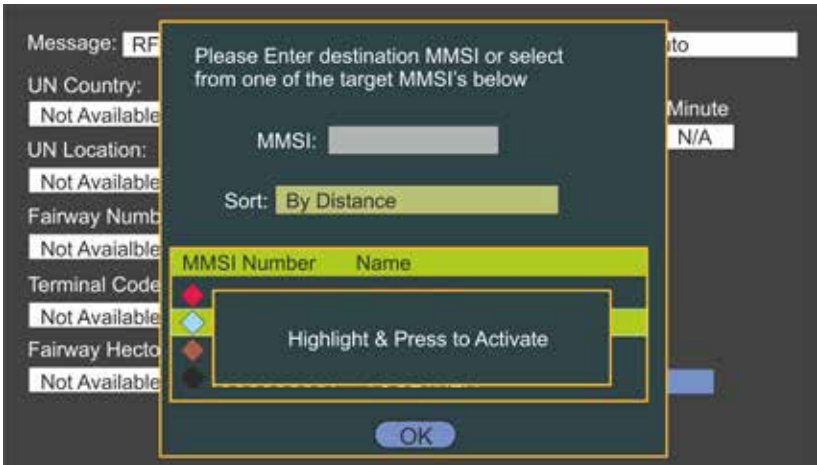 Message: RF
UN Country:
Not Available
UN Location:
Not Available
Fairway Numb
Not Avaialble
Terminal Code
Not Available
Fairway Hecto
Not Available
Please Enter destination MMSI or select
from one of the target MMSI's below
MMSI:
Sort: By Distance
MMSI Number Name
Highlight & Press to Activate
OK
Minute
N/A